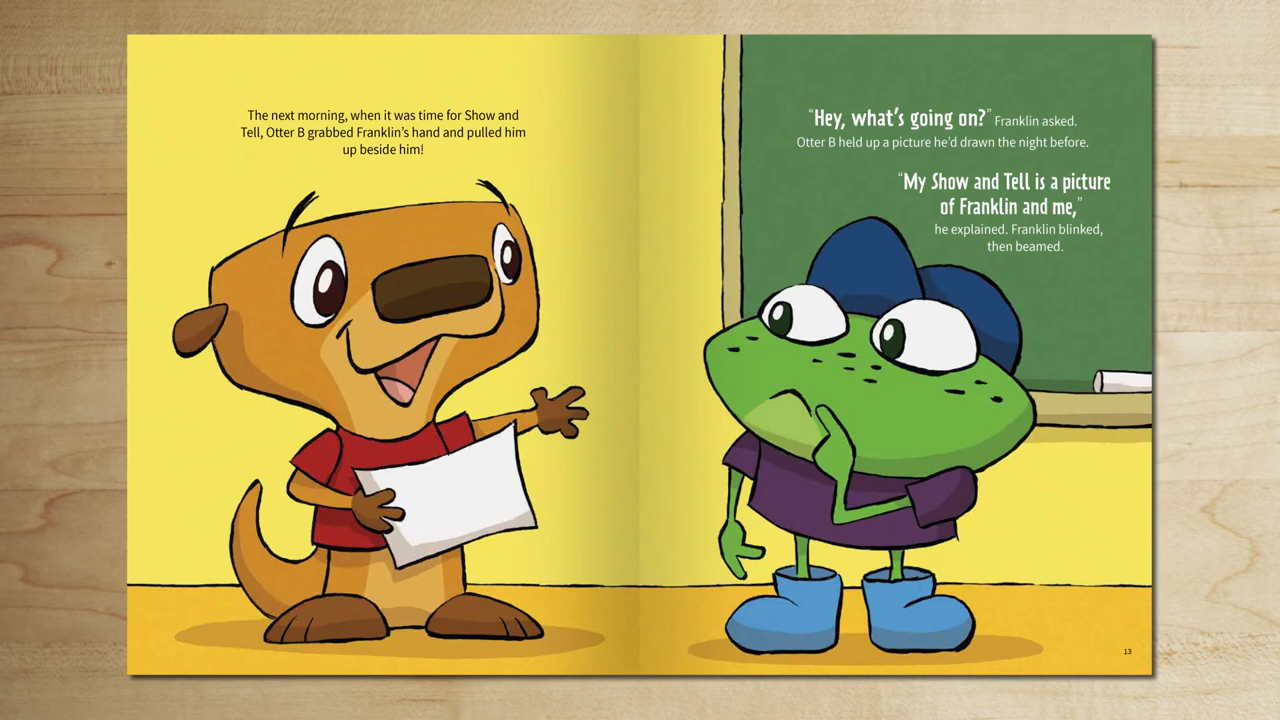 The next morning, when it was time for Show and
Tell, Otter B grabbed Franklin's hand and pulled him
up beside him!
“Hey, what's going on?” Franklin asked.
Otter B held up a picture he'd drawn the night before.
“My Show and Tell is a picture
of Franklin and me,”
he explained. Franklin blinked,
then beamed.
13